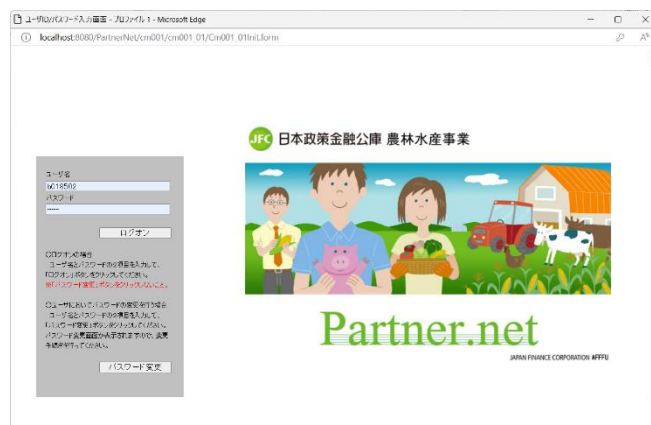 ユーザID/パスワード入力画面 - プロファイル 1 - Microsoft Edge
localhost:8080/PartnerNet/cm001/cm001_01/Cm001_01Init.form
JFC 日本政策金融公庫 農林水産事業
ユーザ名
b018502
パスワード
ログオン
〇ログオンの場合
ユーザ名とパスワードの2項目を入力して、
「ログオン」ボタンをクリックしてください。
※「パスワード変更」ボタンをクリックしないこと。
〇ユーザにおいてパスワードの変更を行う場合
ユーザ名とパスワードの2項目を入力して、
「パスワード変更」ボタンをクリックしてください。
パスワード変更画面が表示されますので、変更
手続きを行ってください。
パスワード変更
Partner.net
JAPAN FINANCE CORPORATION AFFFU